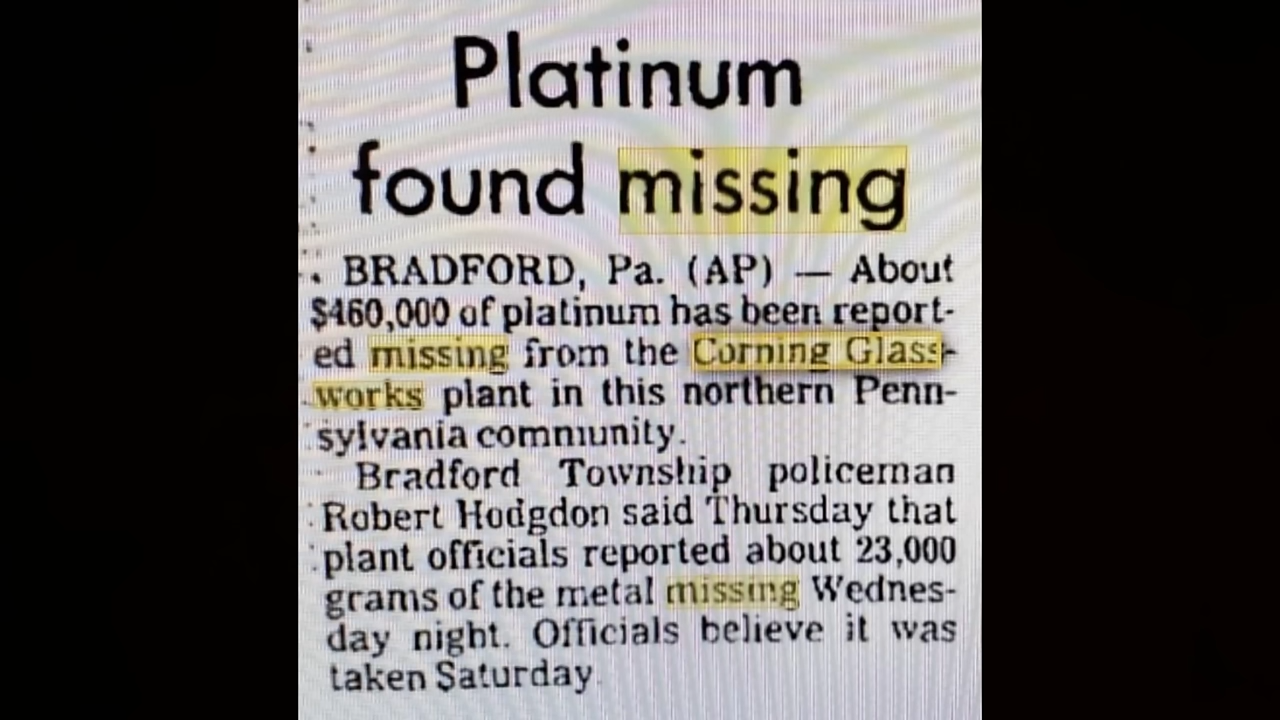 Platinum
found missing
BRADFORD, Pa. (AP) — About
$460,000 of platinum has been report-
ed missing from the Corning Glass-
works plant in this northern Penn-
sylvania community.
Bradford Township policeman
Robert Hodgdon said Thursday that
plant officials reported about 23,000
grams of the metal missing Wednes-
day night. Officials believe it was
taken Saturday